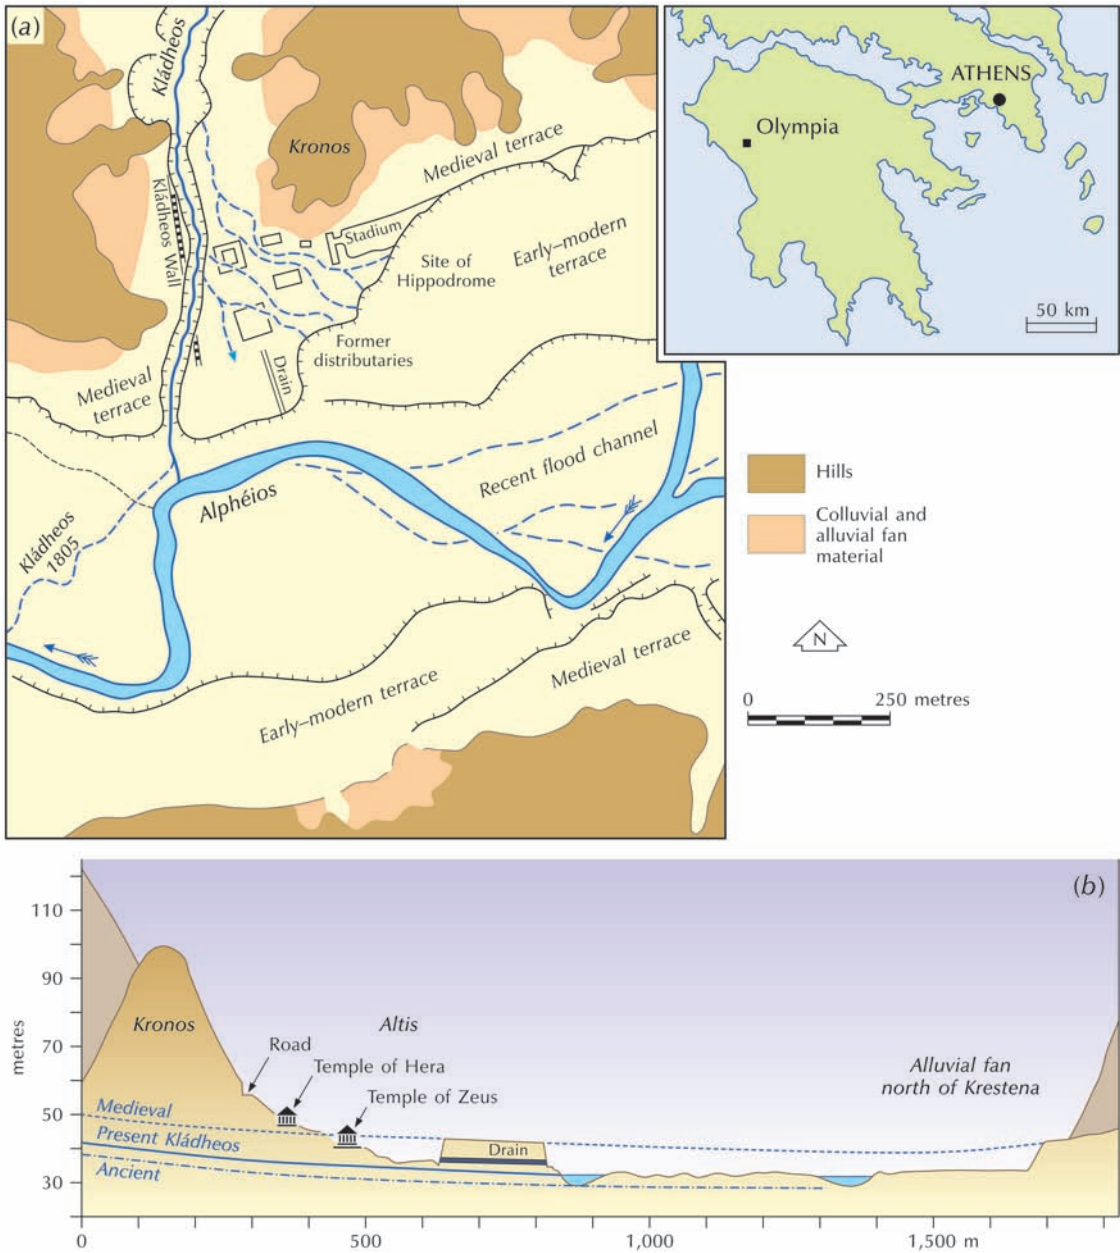 (a)
Kládheos
Kronos
Medieval terrace
Kládheos Wall
Stadium
Site of
Hippodrome
Early–modern
terrace
Former
distributaries
Drain
Medieval
terrace
Recent flood channel
Alphéios
Kládheos
1805
Early–modern terrace
Medieval terrace
ATHENS
Olympia
50 km
Hills
Colluvial and
alluvial fan
material
N
0 250 metres
(b)
metres
110
90
70
50
30
Kronos
Altis
Road
Temple of Hera
Temple of Zeus
Alluvial fan
north of Krestena
Medieval
Present Kládheos
Ancient
Drain
0 500 1,000 1,500 m